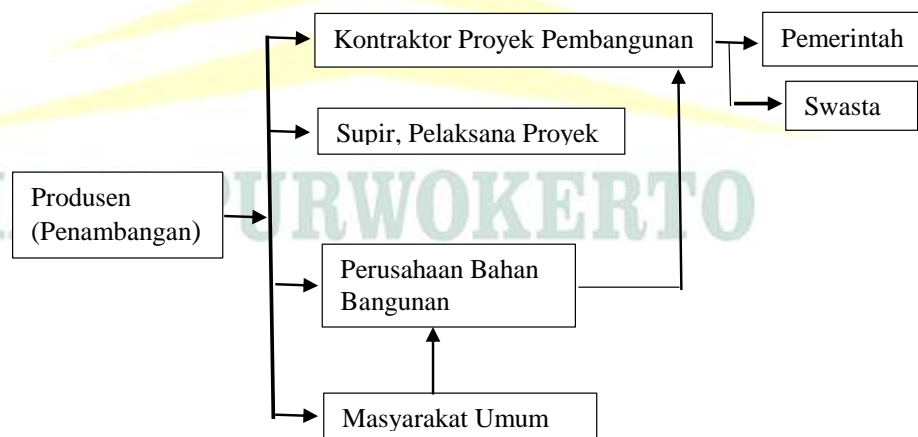 Kontraktor Proyek Pembangunan
Pemerintah
Swasta
Supir, Pelaksana Proyek
Produsen
(Penambangan)
PURWOKERTO
Perusahaan Bahan
Bangunan
Masyarakat Umum